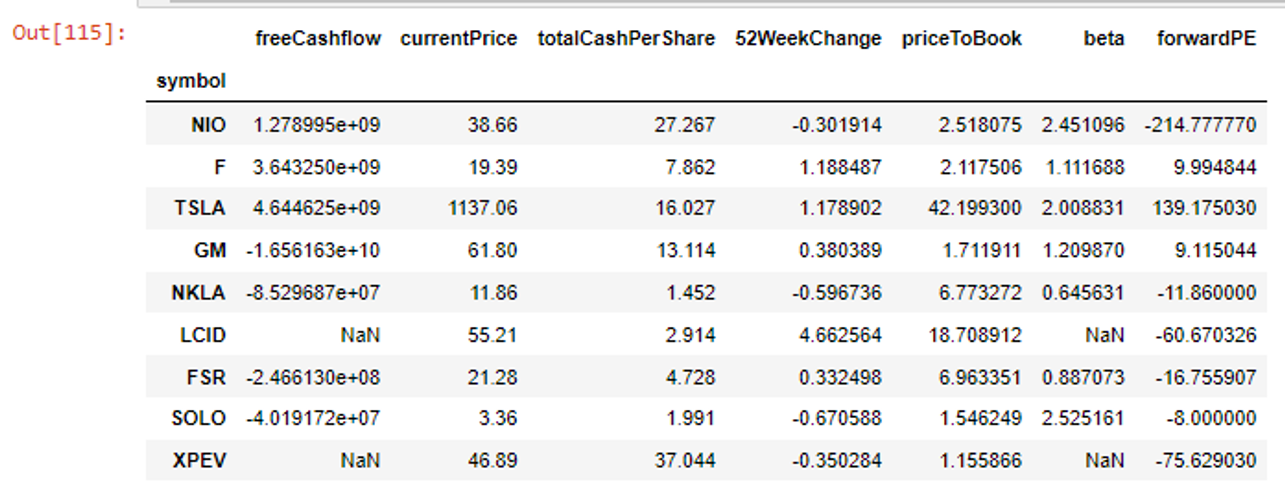 Out[115]:
freeCashflow currentPrice totalCashPerShare 52WeekChange priceToBook beta forwardPE
symbol
NIO 1.278995e+09 38.66 27.267 -0.301914 2.518075 2.451096 -214.777770
F 3.643250e+09 19.39 7.862 1.188487 2.117506 1.111688 9.994844
TSLA 4.644625e+09 1137.06 16.027 1.178902 42.199300 2.008831 139.175030
GM -1.656163e+10 61.80 13.114 0.380389 1.711911 1.209870 9.115044
NKLA -8.529687e+07 11.86 1.452 -0.596736 6.773272 0.645631 -11.860000
LCID NaN 55.21 2.914 4.662564 18.708912 NaN -60.670326
FSR -2.466130e+08 21.28 4.728 0.332498 6.963351 0.887073 -16.755907
SOLO -4.019172e+07 3.36 1.991 -0.670588 1.546249 2.525161 -8.000000
XPEV NaN 46.89 37.044 -0.350284 1.155866 NaN -75.629030